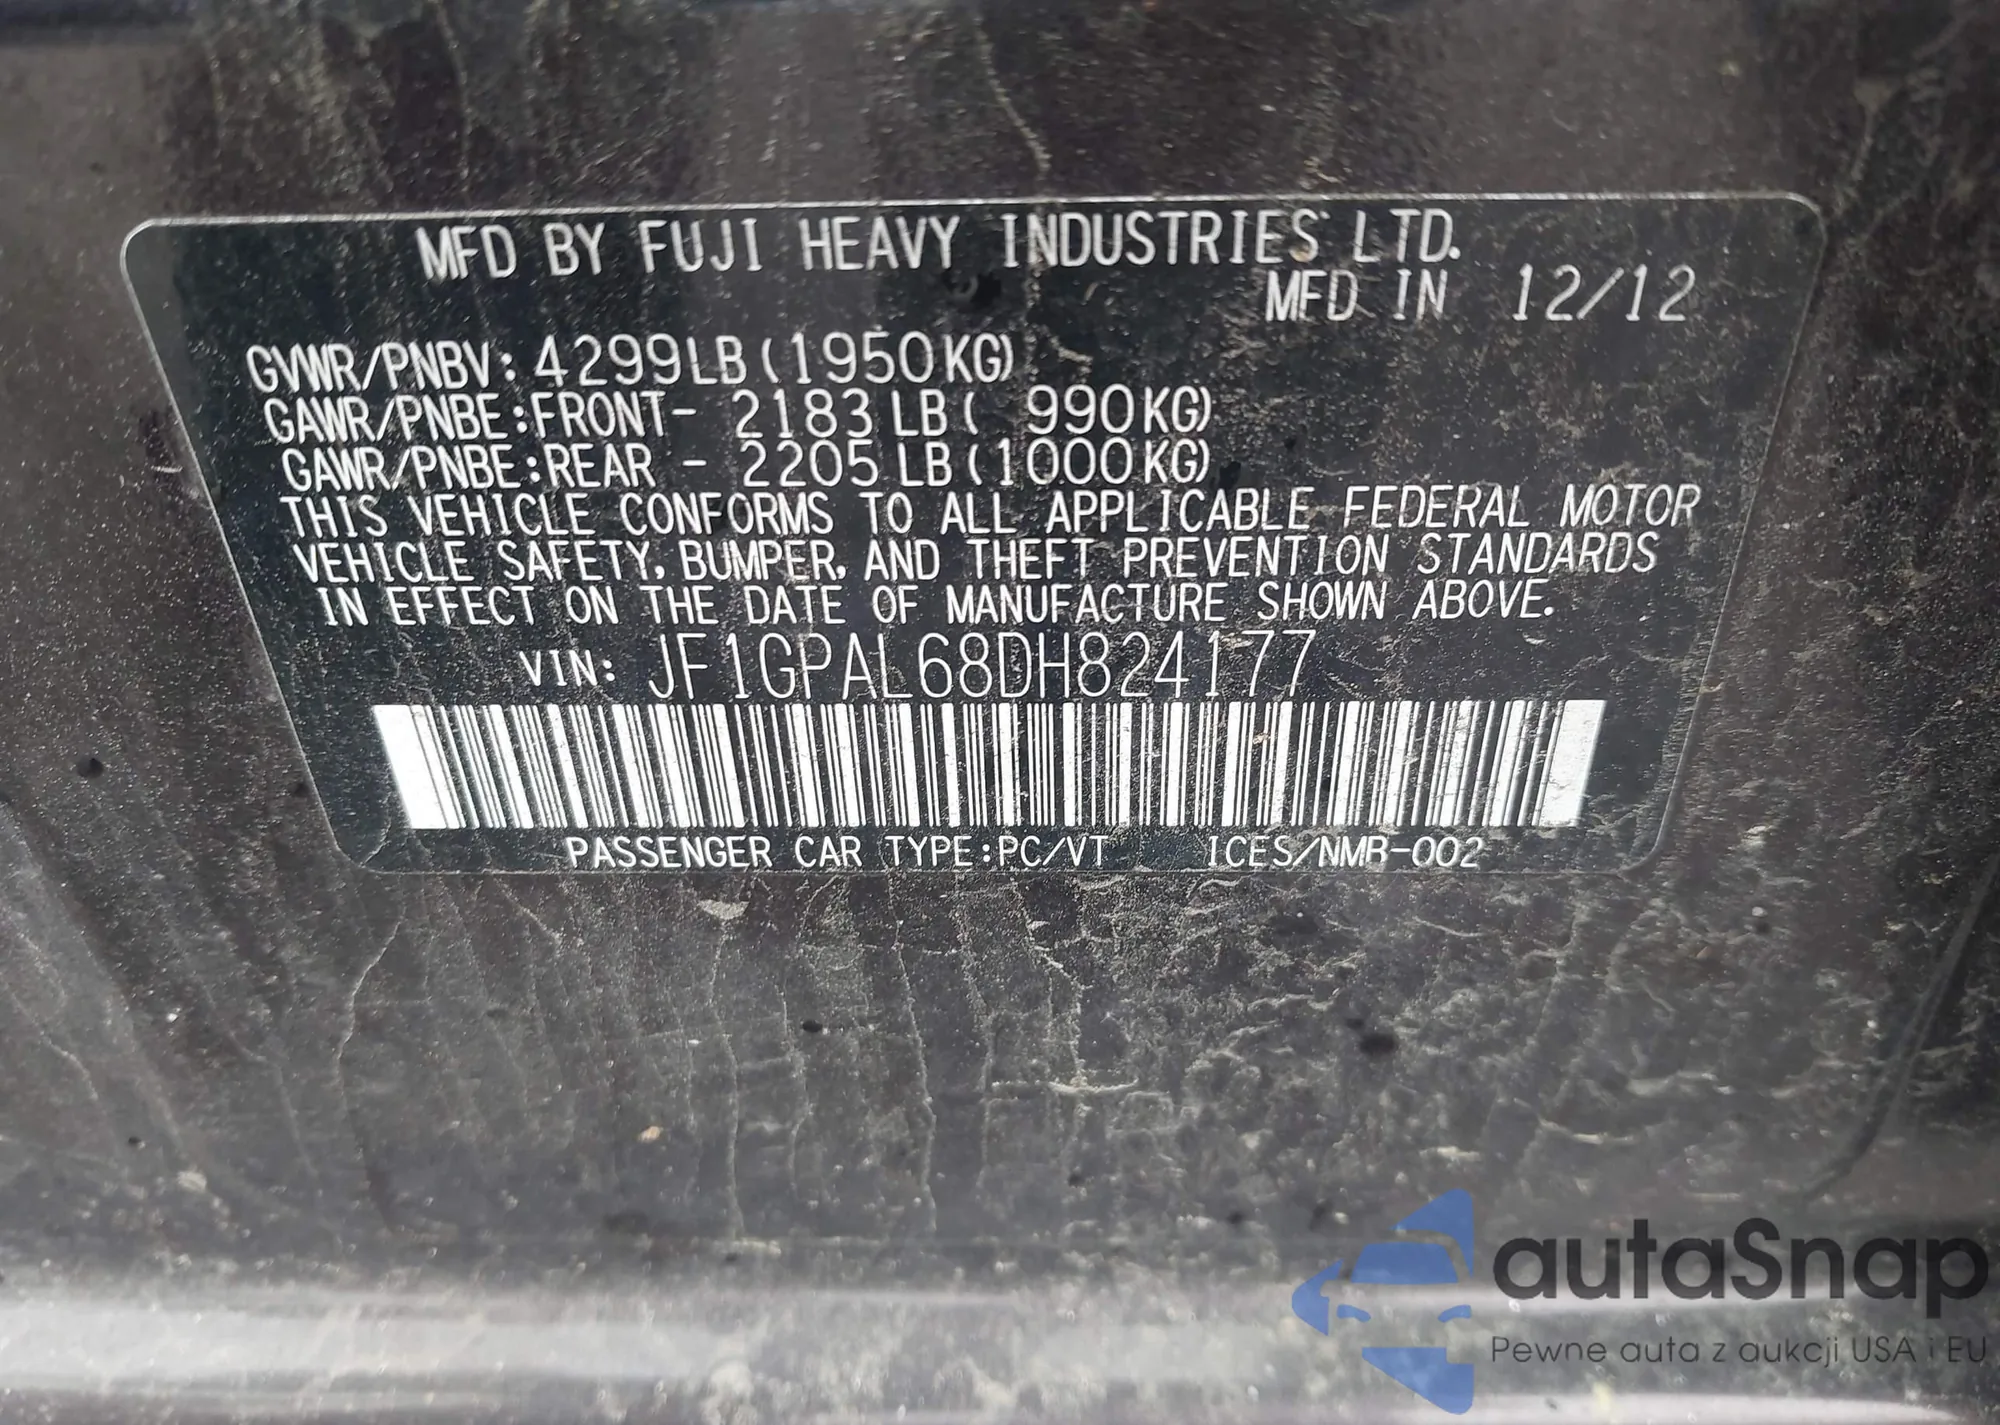 MFD BY FUJI HEAVY INDUSTRIES LTD.
MFD IN 12/12
GVWR/PNBV: 4299LB (1950KG)
GAWR/PNBE:FRONT- 2183 LB ( 990KG)
GAWR/PNBE:REAR - 2205 LB (1000KG)
THIS VEHICLE CONFORMS TO ALL APPLICABLE FEDERAL MOTOR
VEHICLE SAFETY, BUMPER, AND THEFT PREVENTION STANDARDS
IN EFFECT ON THE DATE OF MANUFACTURE SHOWN ABOVE.
VIN: JF1GPAL68DH824177
PASSENGER CAR TYPE:PC/VT ICES/NMB-002
autaSnap
Pewne auta z aukcji USA i EU